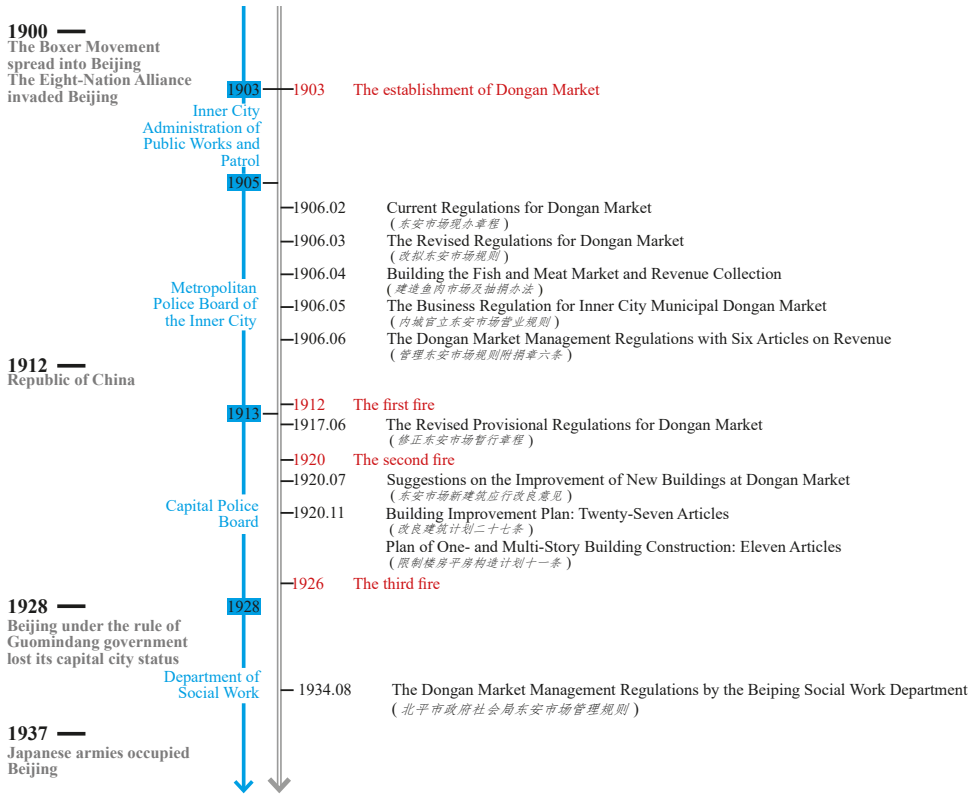 1900
The Boxer Movement
spread into Beijing
The Eight-Nation Alliance
invaded Beijing
1903
1903 The establishment of Dongan Market
Inner City
Administration of
Public Works and
Patrol
1905
1906.02 Current Regulations for Dongan Market
(东安市场现办章程)
1906.03 The Revised Regulations for Dongan Market
(改拟东安市场规则)
1906.04 Building the Fish and Meat Market and Revenue Collection
(建造鱼肉市场及抽捐办法)
Metropolitan
Police Board of
the Inner City
1906.05 The Business Regulation for Inner City Municipal Dongan Market
(内城官立东安市场营业规则)
1906.06 The Dongan Market Management Regulations with Six Articles on Revenue
(管理东安市场规则附捐章六条)
1912
Republic of China
1912 The first fire
1913
1917.06 The Revised Provisional Regulations for Dongan Market
(修正东安市场暂行章程)
1920 The second fire
1920.07 Suggestions on the Improvement of New Buildings at Dongan Market
(东安市场新建筑应行改良意见)
Capital Police
Board
1920.11 Building Improvement Plan: Twenty-Seven Articles
(改良建筑计划二十七条)
Plan of One- and Multi-Story Building Construction: Eleven Articles
(限制楼房平房构造计划十一条)
1926 The third fire
1928
1928
Beijing under the rule of
Guomindang government
lost its capital city status
Department of
Social Work
1934.08 The Dongan Market Management Regulations by the Beiping Social Work Department
(北平市政府社会局东安市场管理规则)
1937
Japanese armies occupied
Beijing